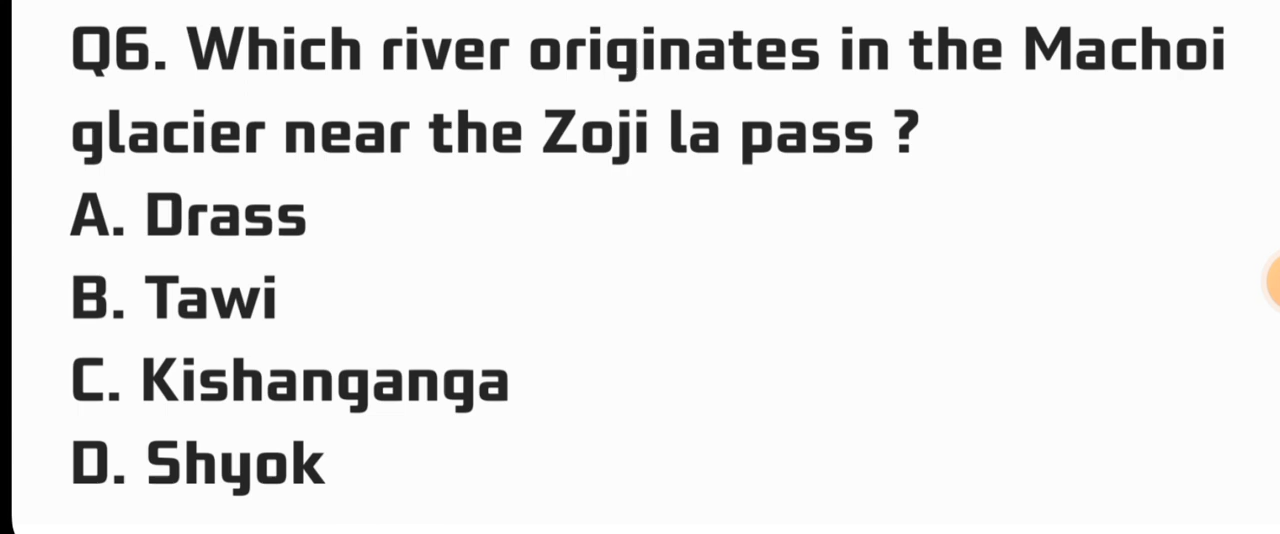 Q6. Which river originates in the Machoi
glacier near the Zoji la pass ?
A. Drass
B. Tawi
C. Kishanganga
D. Shyok